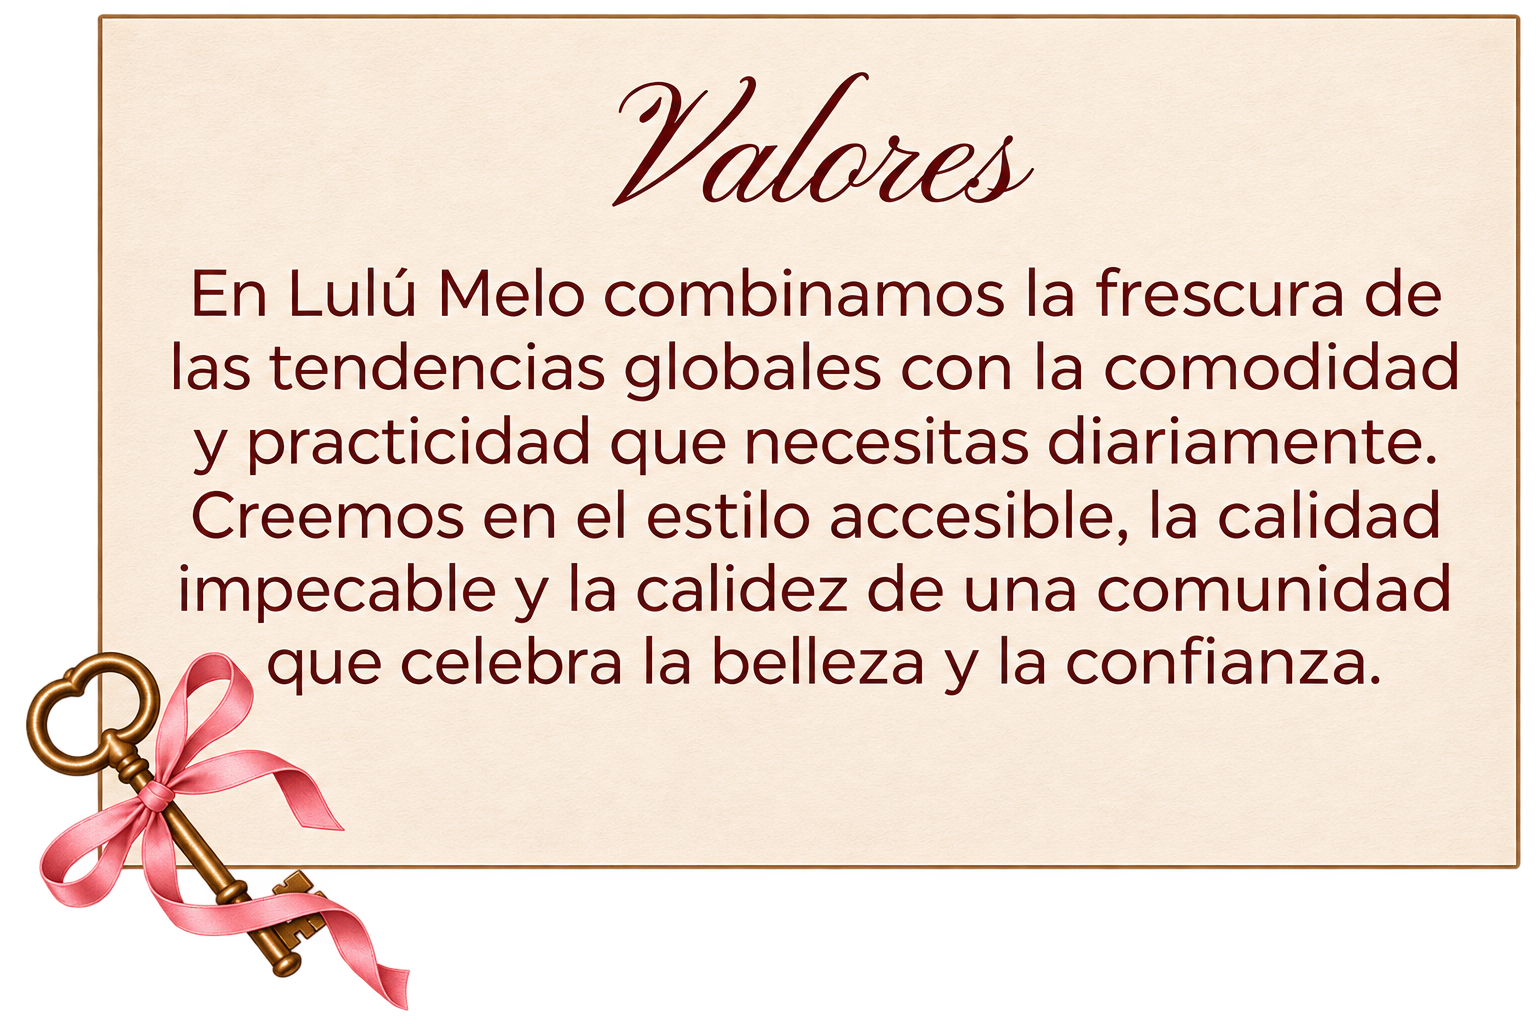 Valores
En Lulú Melo combinamos la frescura de
las tendencias globales con la comodidad
y practicidad que necesitas diariamente.
Creemos en el estilo accesible, la calidad
impecable y la calidez de una comunidad
que celebra la belleza y la confianza.